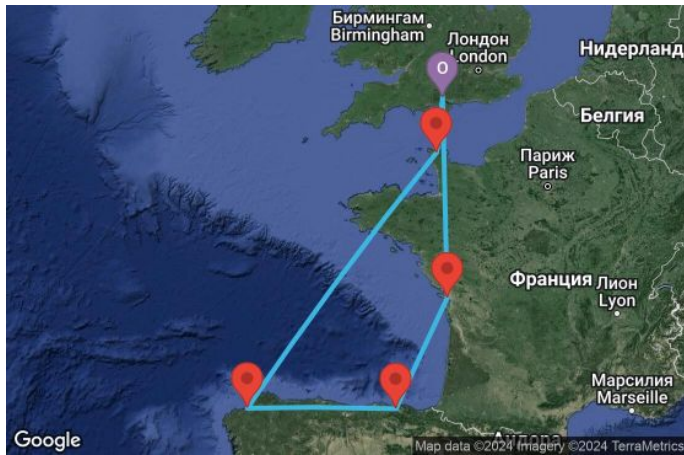 Бирмингам
Birmingham
Лондон
London
O
Нидерланд
Белгия
Париж
Paris
Франция
Лион
Lyon
Марсилия
Marseille
Андора
Google
Map data ©2024 Imagery ©2024 TerraMetrics